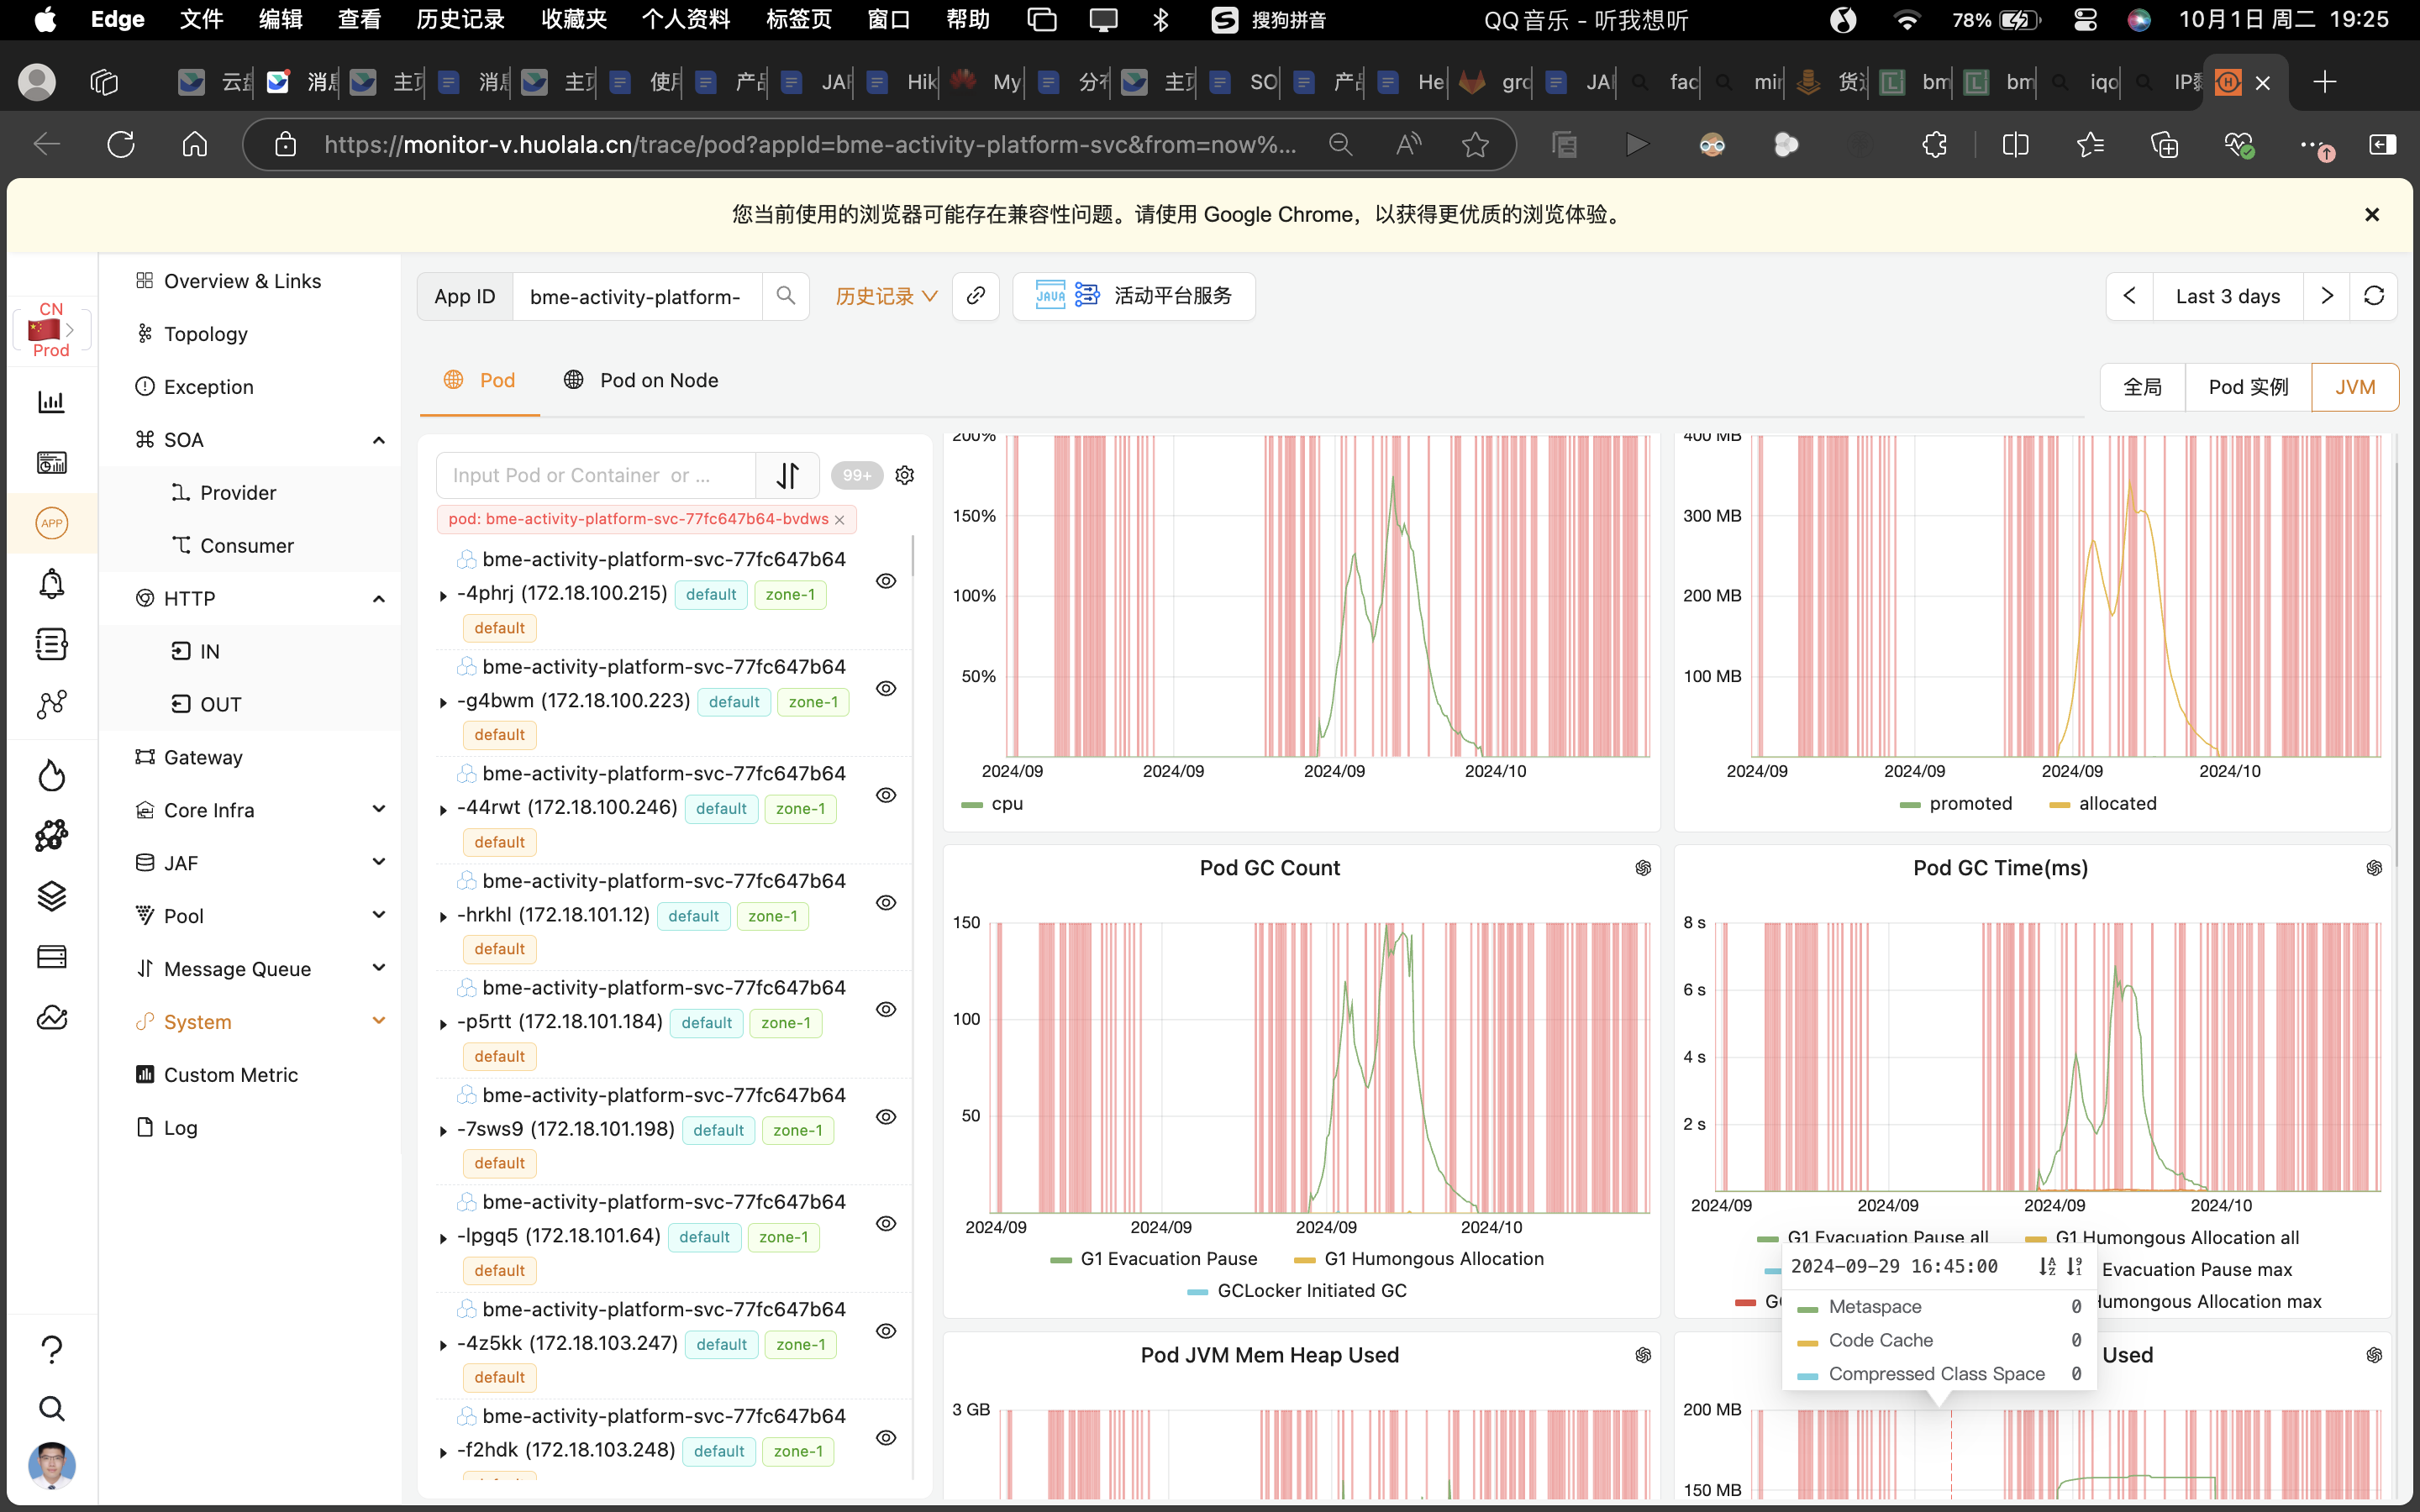 Edge 文件 编辑 查看 历史记录 收藏夹 个人资料 标签页 窗口 帮助 搜狗拼音 QQ音乐 - 听我想听 78% 10月1日 周二 19:25
云盘 消息 主页 消息 主页 使用 产品 JAF Hik My 分布 主页 SO 产品 He gro JAF fac mir 货运 bm bm iqo IP
https://monitor-v.huolala.cn/trace/pod?appId=bme-activity-platform-svc&from=now%...
您当前使用的浏览器可能存在兼容性问题。请使用 Google Chrome，以获得更优质的浏览体验。
CN
Prod
APP
Overview & Links
Topology
Exception
SOA
Provider
Consumer
HTTP
IN
OUT
Gateway
Core Infra
JAF
Pool
Message Queue
System
Custom Metric
Log
App ID bme-activity-platform- 历史记录 JAVA 活动平台服务 Last 3 days
Pod Pod on Node 全局 Pod 实例 JVM
Input Pod or Container or ... 99+
pod: bme-activity-platform-svc-77fc647b64-bvdws
bme-activity-platform-svc-77fc647b64
-4phrj (172.18.100.215) default zone-1
default
bme-activity-platform-svc-77fc647b64
-g4bwm (172.18.100.223) default zone-1
default
bme-activity-platform-svc-77fc647b64
-44rwt (172.18.100.246) default zone-1
default
bme-activity-platform-svc-77fc647b64
-hrkhl (172.18.101.12) default zone-1
default
bme-activity-platform-svc-77fc647b64
-p5rtt (172.18.101.184) default zone-1
default
bme-activity-platform-svc-77fc647b64
-7sws9 (172.18.101.198) default zone-1
default
bme-activity-platform-svc-77fc647b64
-lpgq5 (172.18.101.64) default zone-1
default
bme-activity-platform-svc-77fc647b64
-4z5kk (172.18.103.247) default zone-1
default
bme-activity-platform-svc-77fc647b64
-f2hdk (172.18.103.248) default zone-1
200%
150%
100%
50%
2024/09 2024/09 2024/09 2024/10
cpu
400 MB
300 MB
200 MB
100 MB
2024/09 2024/09 2024/09 2024/10
promoted allocated
Pod GC Count
150
100
50
2024/09 2024/09 2024/09 2024/10
G1 Evacuation Pause G1 Humongous Allocation
GCLocker Initiated GC
Pod GC Time(ms)
8 s
6 s
4 s
2 s
2024/09 2024/09 2024/09 2024/10
G1 Evacuation Pause all G1 Humongous Allocation all
Evacuation Pause max
Humongous Allocation max
2024-09-29 16:45:00
Metaspace 0
Code Cache 0
Compressed Class Space 0
Pod JVM Mem Heap Used
3 GB
Used
200 MB
150 MB